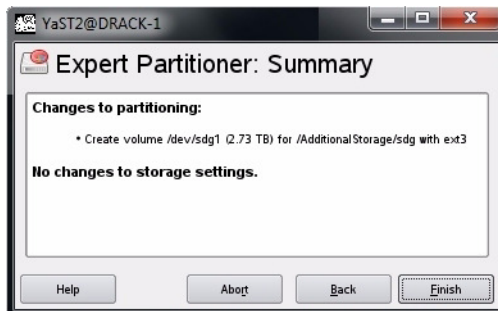 YaST2@DRACK-1
Expert Partitioner: Summary
Changes to partitioning:
• Create volume /dev/sdg1 (2.73 TB) for /AdditionalStorage/sdg with ext3
No changes to storage settings.
Help Abort Back Finish